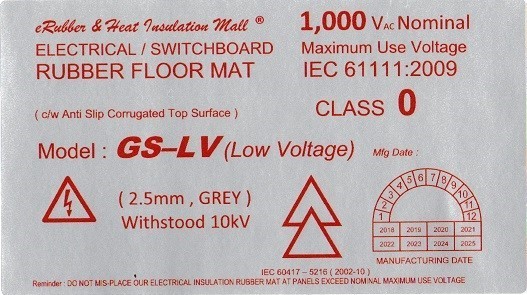 eRubber & Heat Insulation Mall ®
ELECTRICAL / SWITCHBOARD
RUBBER FLOOR MAT
( c/w Anti Slip Corrugated Top Surface )
1,000 VAC Nominal
Maximum Use Voltage
IEC 61111:2009
CLASS 0
Model : GS–LV (Low Voltage)
Mfg Date :
( 2.5mm , GREY )
Withstood 10kV
1 2 3 4 5 6 7 8 9 10 11 12
2018 2019 2020 2021
2022 2023 2024 2025
MANUFACTURING DATE
IEC 60417 – 5216 ( 2002-10 )
Reminder : DO NOT MIS-PLACE OUR ELECTRICAL INSULATION RUBBER MAT AT PANELS EXCEED NOMINAL MAXIMUM USE VOLTAGE